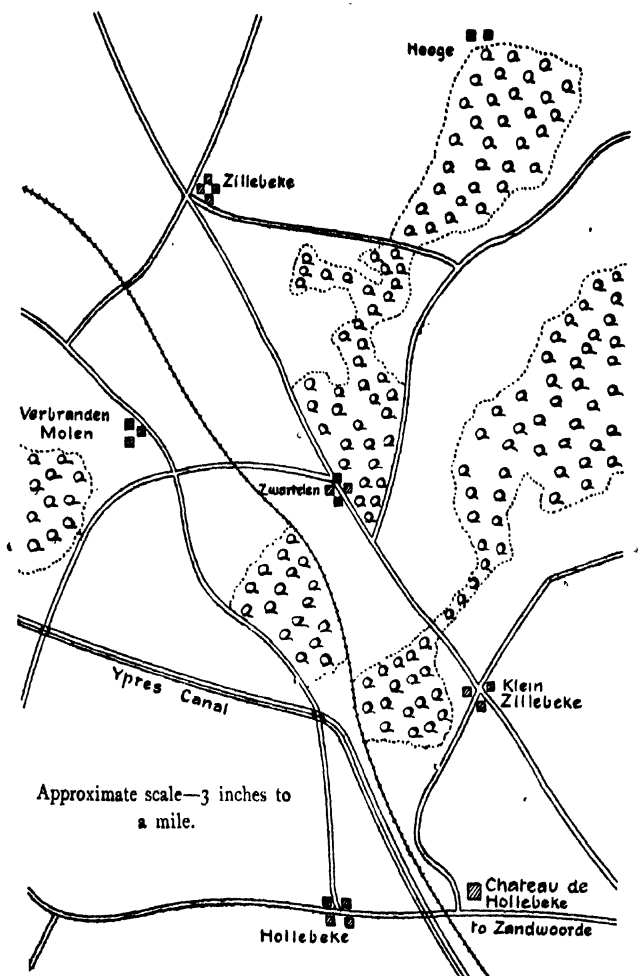 Hooge
Zillebeke
Verbranden
Molen
Zwartelen
Ypres Canal
Klein
Zillebeke
Approximate scale—3 inches to
a mile.
Chateau de
Hollebeke
to Zandwoorde
Hollebeke